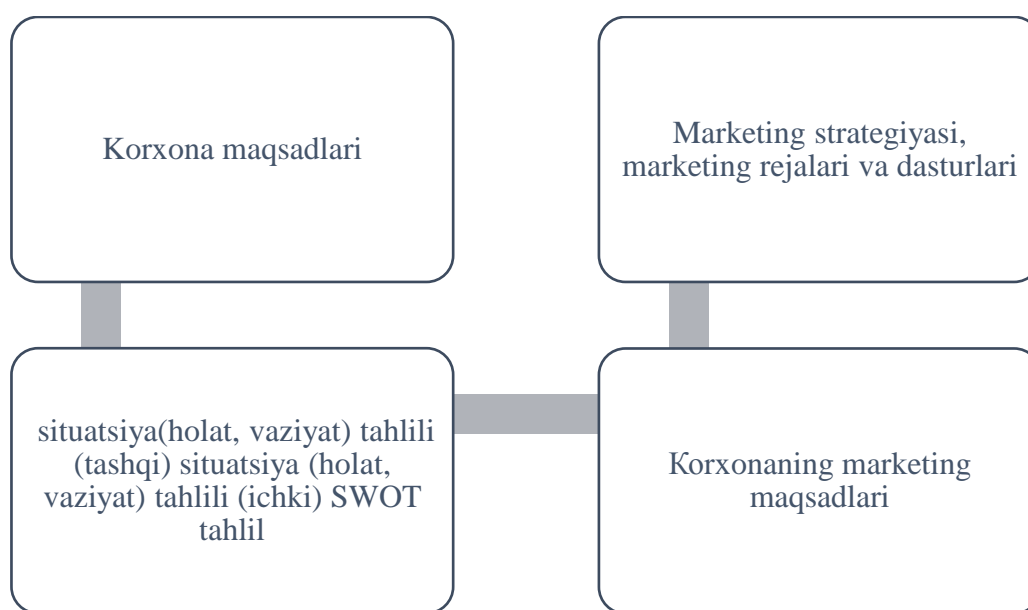 Korxona maqsadlari
Marketing strategiyasi,
marketing rejalari va dasturlari
situatsiya(holat, vaziyat) tahlili
(tashqi) situatsiya (holat,
vaziyat) tahlili (ichki) SWOT
tahlil
Korxonaning marketing
maqsadlari